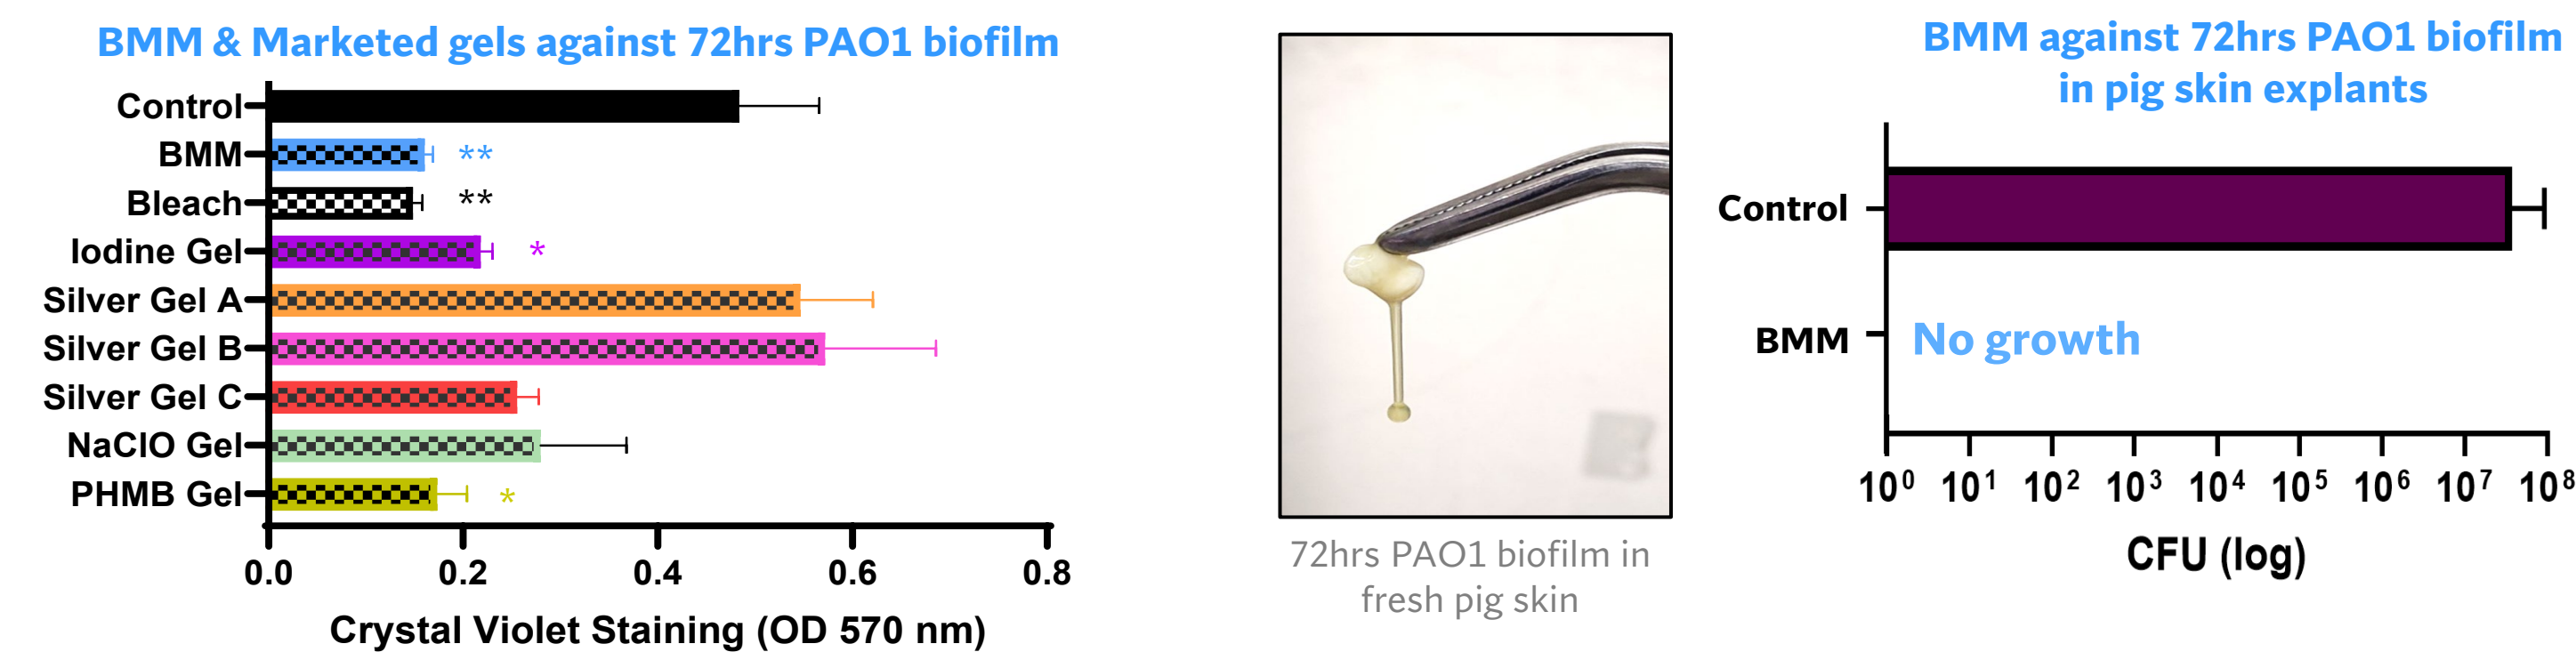 BMM & Marketed gels against 72hrs PAO1 biofilm
Control
BMM
**
Bleach
**
Iodine Gel
*
Silver Gel A
Silver Gel B
Silver Gel C
NaClO Gel
PHMB Gel
*
0.0 0.2 0.4 0.6 0.8
Crystal Violet Staining (OD 570 nm)
72hrs PAO1 biofilm in
fresh pig skin
BMM against 72hrs PAO1 biofilm
in pig skin explants
Control
BMM
No growth
10⁰ 10¹ 10² 10³ 10⁴ 10⁵ 10⁶ 10⁷ 10⁸
CFU (log)